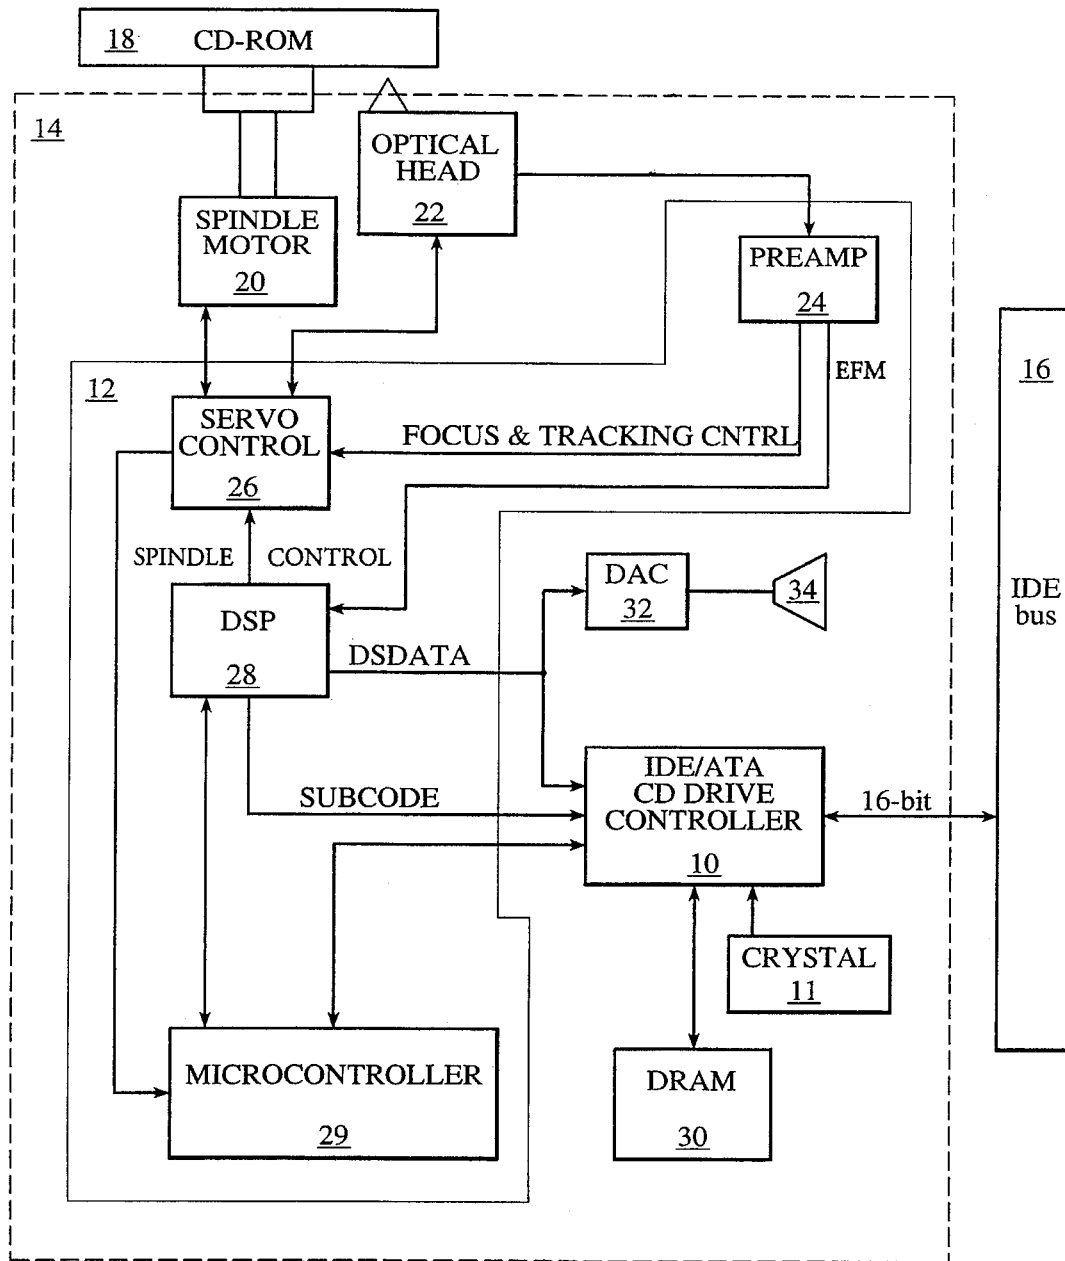 18 CD-ROM
14
OPTICAL
HEAD
22
SPINDLE
MOTOR
20
PREAMP
24
EFM
16
12
SERVO
CONTROL
26
FOCUS & TRACKING CNTRL
SPINDLE CONTROL
DAC
32
34
IDE
bus
DSP
28
DSDATA
IDE/ATA
CD DRIVE
CONTROLLER
10
SUBCODE
16-bit
CRYSTAL
11
MICROCONTROLLER
29
DRAM
30